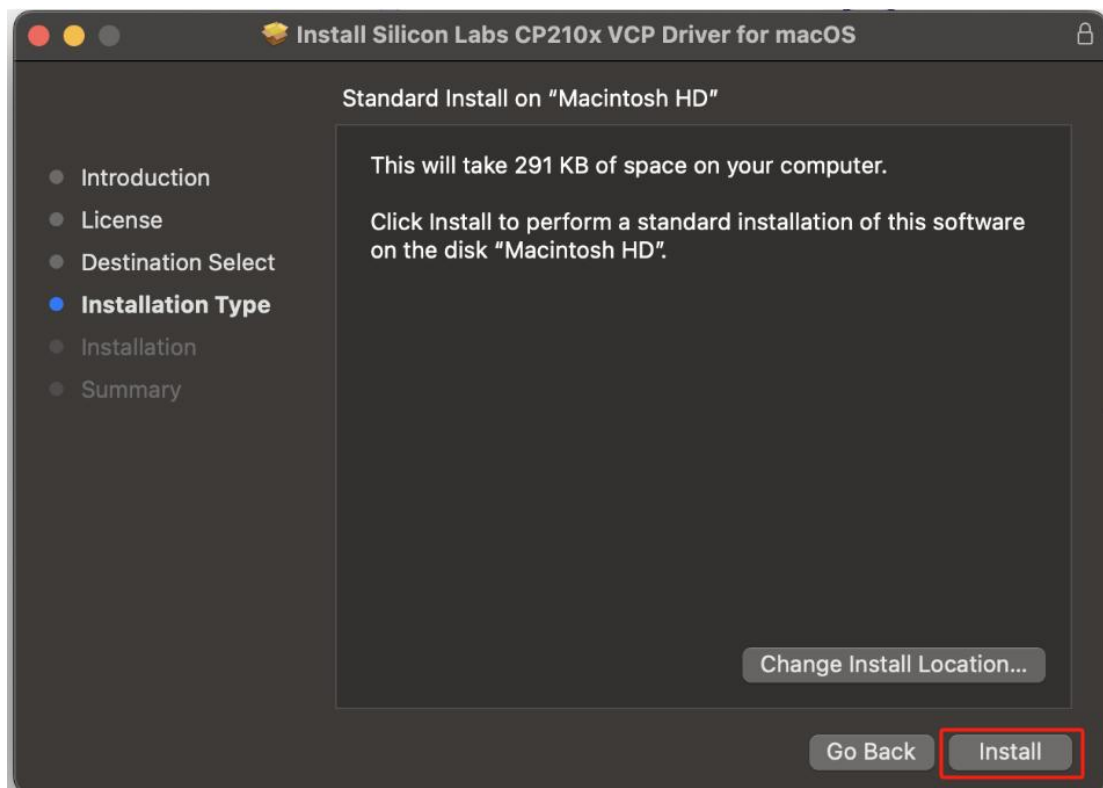 Install Silicon Labs CP210x VCP Driver for macOS
Standard Install on “Macintosh HD”
Introduction
License
Destination Select
Installation Type
Installation
Summary
This will take 291 KB of space on your computer.
Click Install to perform a standard installation of this software
on the disk “Macintosh HD”.
Change Install Location...
Go Back
Install